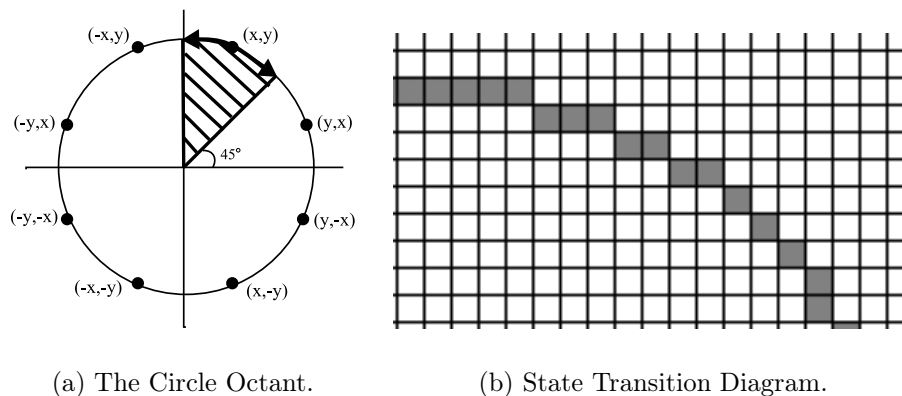 (-x,y)
(x,y)
(-y,x)
(y,x)
45°
(-y,-x)
(y,-x)
(-x,-y)
(x,-y)
(a) The Circle Octant.
(b) State Transition Diagram.